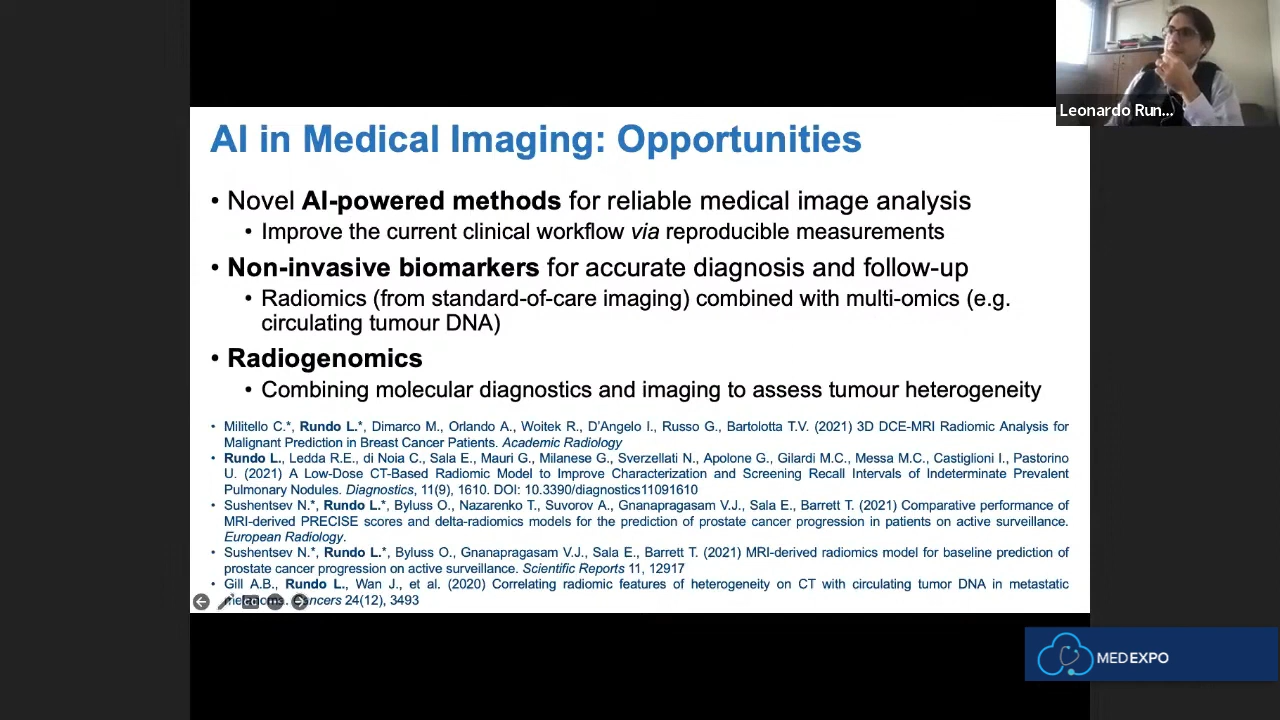 Leonardo Run...
AI in Medical Imaging: Opportunities
• Novel AI-powered methods for reliable medical image analysis
• Improve the current clinical workflow via reproducible measurements
• Non-invasive biomarkers for accurate diagnosis and follow-up
• Radiomics (from standard-of-care imaging) combined with multi-omics (e.g.
circulating tumour DNA)
• Radiogenomics
• Combining molecular diagnostics and imaging to assess tumour heterogeneity
• Militello C.*, Rundo L.*, Dimarco M., Orlando A., Woitek R., D'Angelo I., Russo G., Bartolotta T.V. (2021) 3D DCE-MRI Radiomic Analysis for
Malignant Prediction in Breast Cancer Patients. Academic Radiology
• Rundo L., Ledda R.E., di Noia C., Sala E., Mauri G., Milanese G., Sverzellati N., Apolone G., Gilardi M.C., Messa M.C., Castiglioni I., Pastorino
U. (2021) A Low-Dose CT-Based Radiomic Model to Improve Characterization and Screening Recall Intervals of Indeterminate Prevalent
Pulmonary Nodules. Diagnostics, 11(9), 1610. DOI: 10.3390/diagnostics11091610
• Sushentsev N.*, Rundo L.*, Byluss O., Nazarenko T., Suvorov A., Gnanapragasam V.J., Sala E., Barrett T. (2021) Comparative performance of
MRI-derived PRECISE scores and delta-radiomics models for the prediction of prostate cancer progression in patients on active surveillance.
European Radiology.
• Sushentsev N.*, Rundo L.*, Byluss O., Gnanapragasam V.J., Sala E., Barrett T. (2021) MRI-derived radiomics model for baseline prediction of
prostate cancer progression on active surveillance. Scientific Reports 11, 12917
• Gill A.B., Rundo L., Wan J., et al. (2020) Correlating radiomic features of heterogeneity on CT with circulating tumor DNA in metastatic
Cancers 24(12), 3493
MEDEXPO